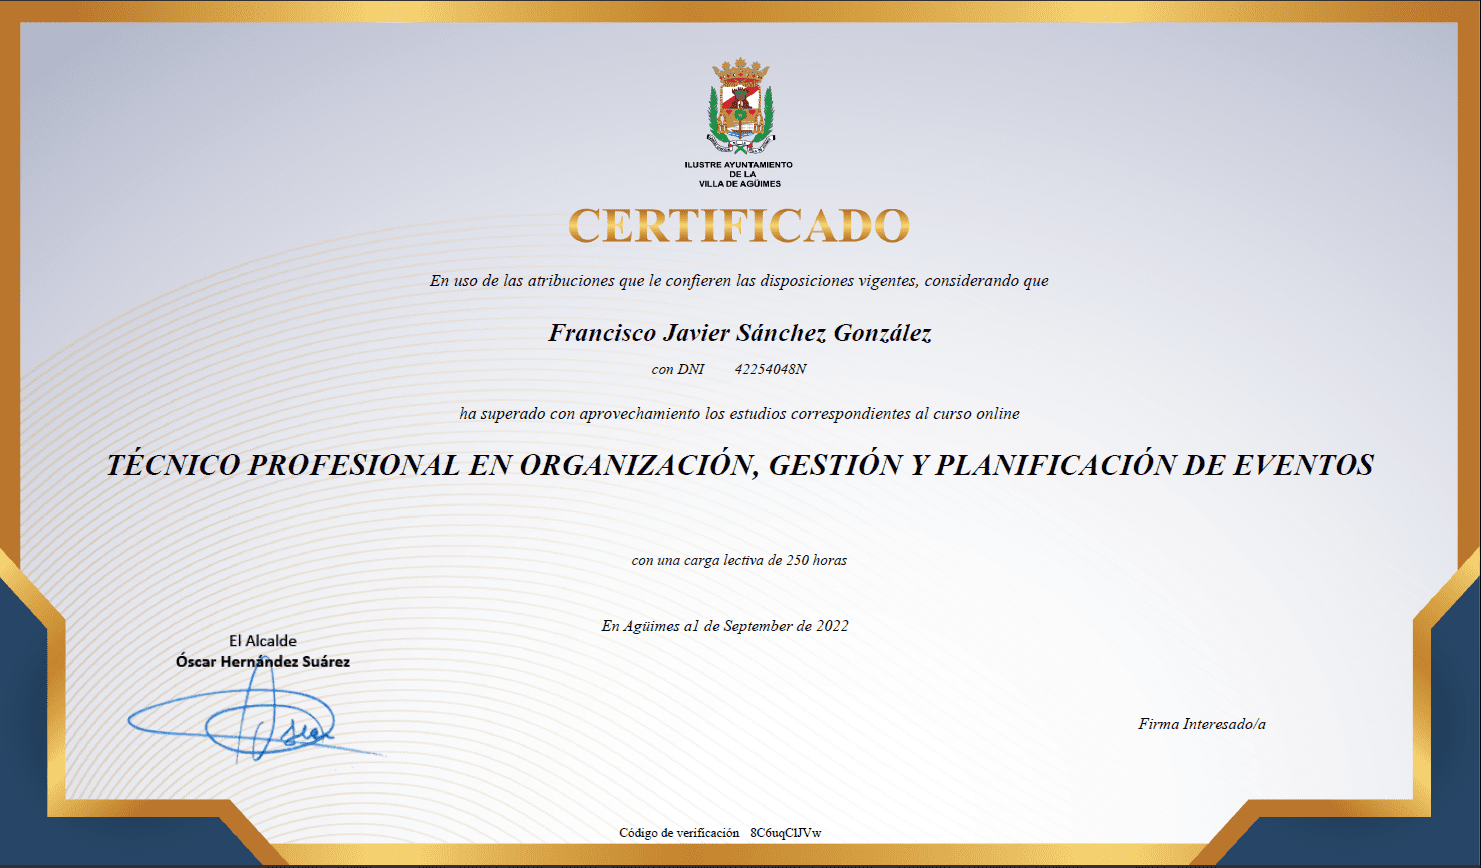 ILUSTRE AYUNTAMIENTO
DE LA
VILLA DE AGÜIMES
CERTIFICADO
En uso de las atribuciones que le confieren las disposiciones vigentes, considerando que
Francisco Javier Sánchez González
con DNI 42254048N
ha superado con aprovechamiento los estudios correspondientes al curso online
TÉCNICO PROFESIONAL EN ORGANIZACIÓN, GESTIÓN Y PLANIFICACIÓN DE EVENTOS
con una carga lectiva de 250 horas
En Agüimes a1 de September de 2022
El Alcalde
Óscar Hernández Suárez
Firma Interesado/a
Código de verificación 8C6uqClJVw